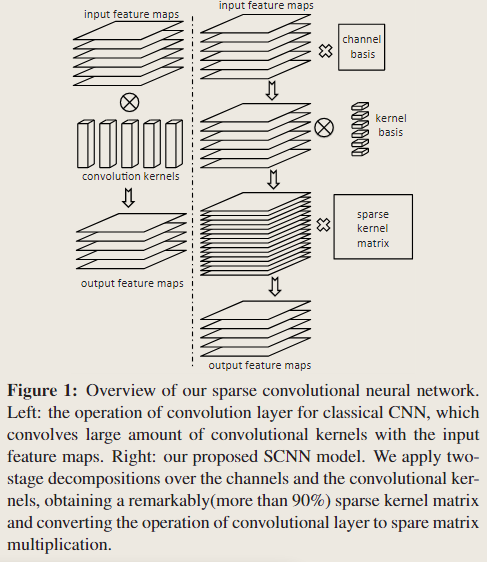 input feature maps
convolution kernels
output feature maps
input feature maps
channel
basis
kernel
basis
sparse
kernel
matrix
output feature maps
Figure 1: Overview of our sparse convolutional neural network.
Left: the operation of convolution layer for classical CNN, which
convolves large amount of convolutional kernels with the input
feature maps. Right: our proposed SCNN model. We apply two-
stage decompositions over the channels and the convolutional ker-
nels, obtaining a remarkably(more than 90%) sparse kernel matrix
and converting the operation of convolutional layer to spare matrix
multiplication.